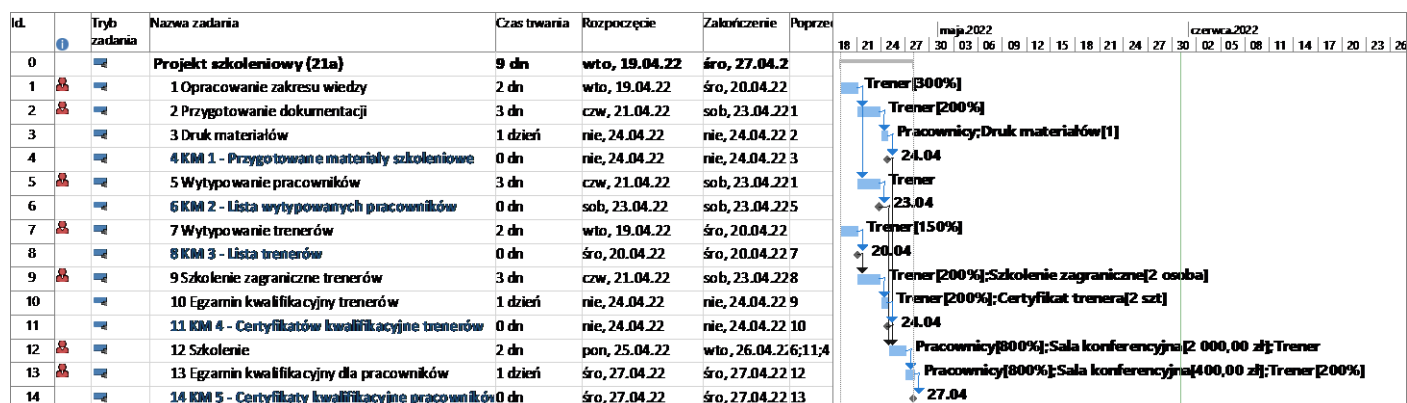 Id. Tryb zadania Nazwa zadania Czas trwania Rozpoczęcie Zakończenie Poprze
maja.2022 czerwca.2022
18 21 24 27 30 03 06 09 12 15 18 21 24 27 30 02 05 08 11 14 17 20 23 26
0 Projekt szkoleniowy (21a) 9 dn wto, 19.04.22 śro, 27.04.2
1 1 Opracowanie zakresu wiedzy 2 dn wto, 19.04.22 śro, 20.04.22 Trener[300%]
2 2 Przygotowanie dokumentacji 3 dn czw, 21.04.22 sob, 23.04.22 1 Trener[200%]
3 3 Druk materiałów 1 dzień nie, 24.04.22 nie, 24.04.22 2 Pracownicy;Druk materiałów[1]
4 4 KM 1 - Przygotowane materiały szkoleniowe 0 dn nie, 24.04.22 nie, 24.04.22 3 24.04
5 5 Wytypowanie pracowników 3 dn czw, 21.04.22 sob, 23.04.22 1 Trener
6 6 KM 2 - Lista wytypowanych pracowników 0 dn sob, 23.04.22 sob, 23.04.22 5 23.04
7 7 Wytypowanie trenerów 2 dn wto, 19.04.22 śro, 20.04.22 Trener[150%]
8 8 KM 3 - Lista trenerów 0 dn śro, 20.04.22 śro, 20.04.22 7 20.04
9 9 Szkolenie zagraniczne trenerów 3 dn czw, 21.04.22 sob, 23.04.22 8 Trener[200%];Szkolenie zagraniczne[2 osoba]
10 10 Egzamin kwalifikacyjny trenerów 1 dzień nie, 24.04.22 nie, 24.04.22 9 Trener[200%];Certyfikat trenera[2 szt]
11 11 KM 4 - Certyfikatów kwalifikacyjne trenerów 0 dn nie, 24.04.22 nie, 24.04.22 10 24.04
12 12 Szkolenie 2 dn pon, 25.04.22 wto, 26.04.22 6;11;4 Pracownicy[800%];Sala konferencyjna[2 000,00 zł];Trener
13 13 Egzamin kwalifikacyjny dla pracowników 1 dzień śro, 27.04.22 śro, 27.04.22 12 Pracownicy[800%];Sala konferencyjna[400,00 zł];Trener[200%]
14 14 KM 5 - Certyfikaty kwalifikacyjne pracowników 0 dn śro, 27.04.22 śro, 27.04.22 13 27.04